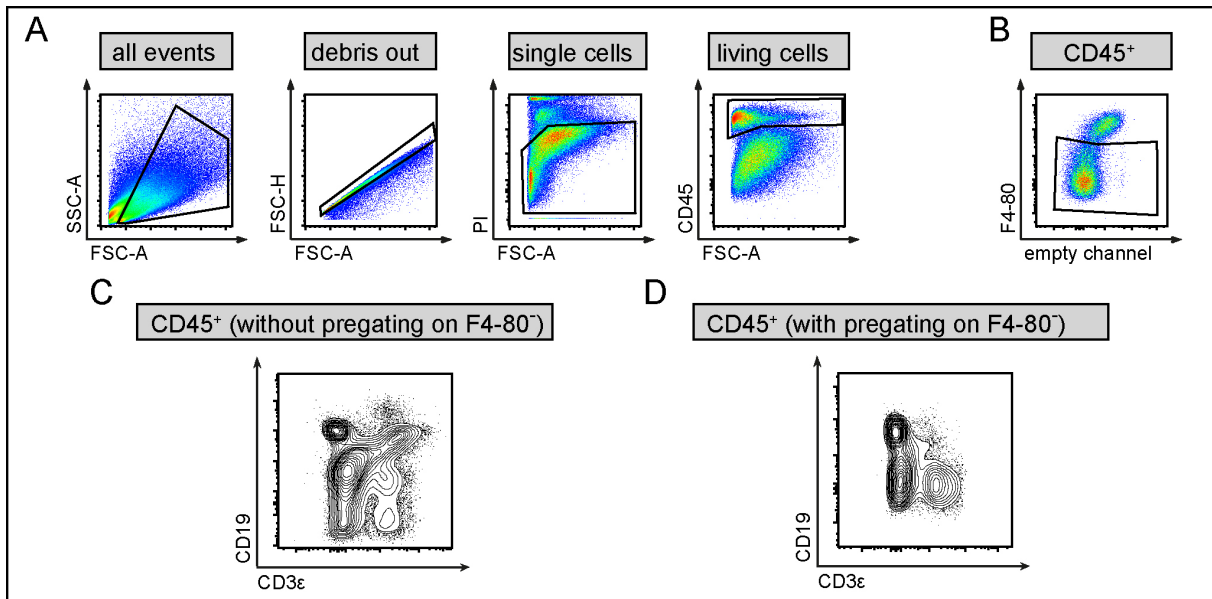 A
all events
debris out
single cells
living cells
B
CD45⁺
SSC-A
FSC-A
FSC-H
FSC-A
PI
FSC-A
CD45
FSC-A
F4-80
empty channel
C
CD45⁺ (without pregating on F4-80⁻)
D
CD45⁺ (with pregating on F4-80⁻)
CD19
CD3ε
CD19
CD3ε